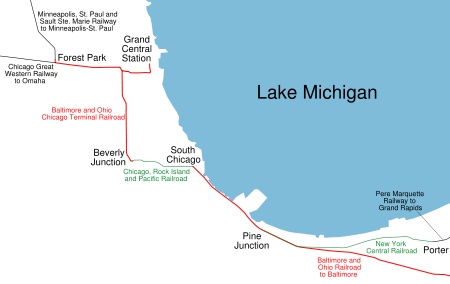 Minneapolis, St. Paul and
Sault Ste. Marie Railway
to Minneapolis-St. Paul
Grand
Central
Station
Forest Park
Chicago Great
Western Railway
to Omaha
Lake Michigan
Baltimore and Ohio
Chicago Terminal Railroad
Beverly
Junction
South
Chicago
Chicago, Rock Island
and Pacific Railroad
Pere Marquette
Railway to
Grand Rapids
Pine
Junction
New York
Central Railroad
Porter
Baltimore and
Ohio Railroad
to Baltimore